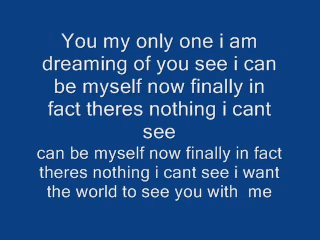 You my only one i am
dreaming of you see i can
be myself now finally in
fact theres nothing i cant
see
can be myself now finally in fact
theres nothing i cant see i want
the world to see you with  me